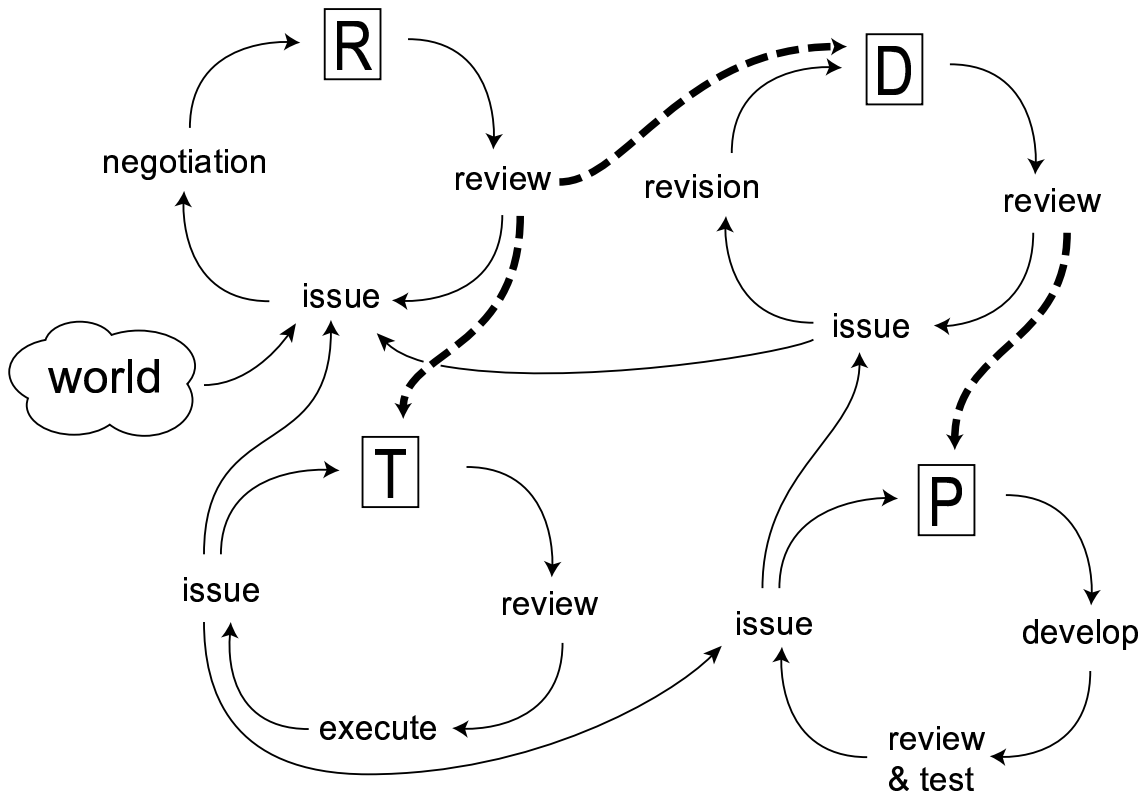 R
D
negotiation
review
revision
review
issue
issue
world
T
P
issue
review
issue
develop
execute
review
& test